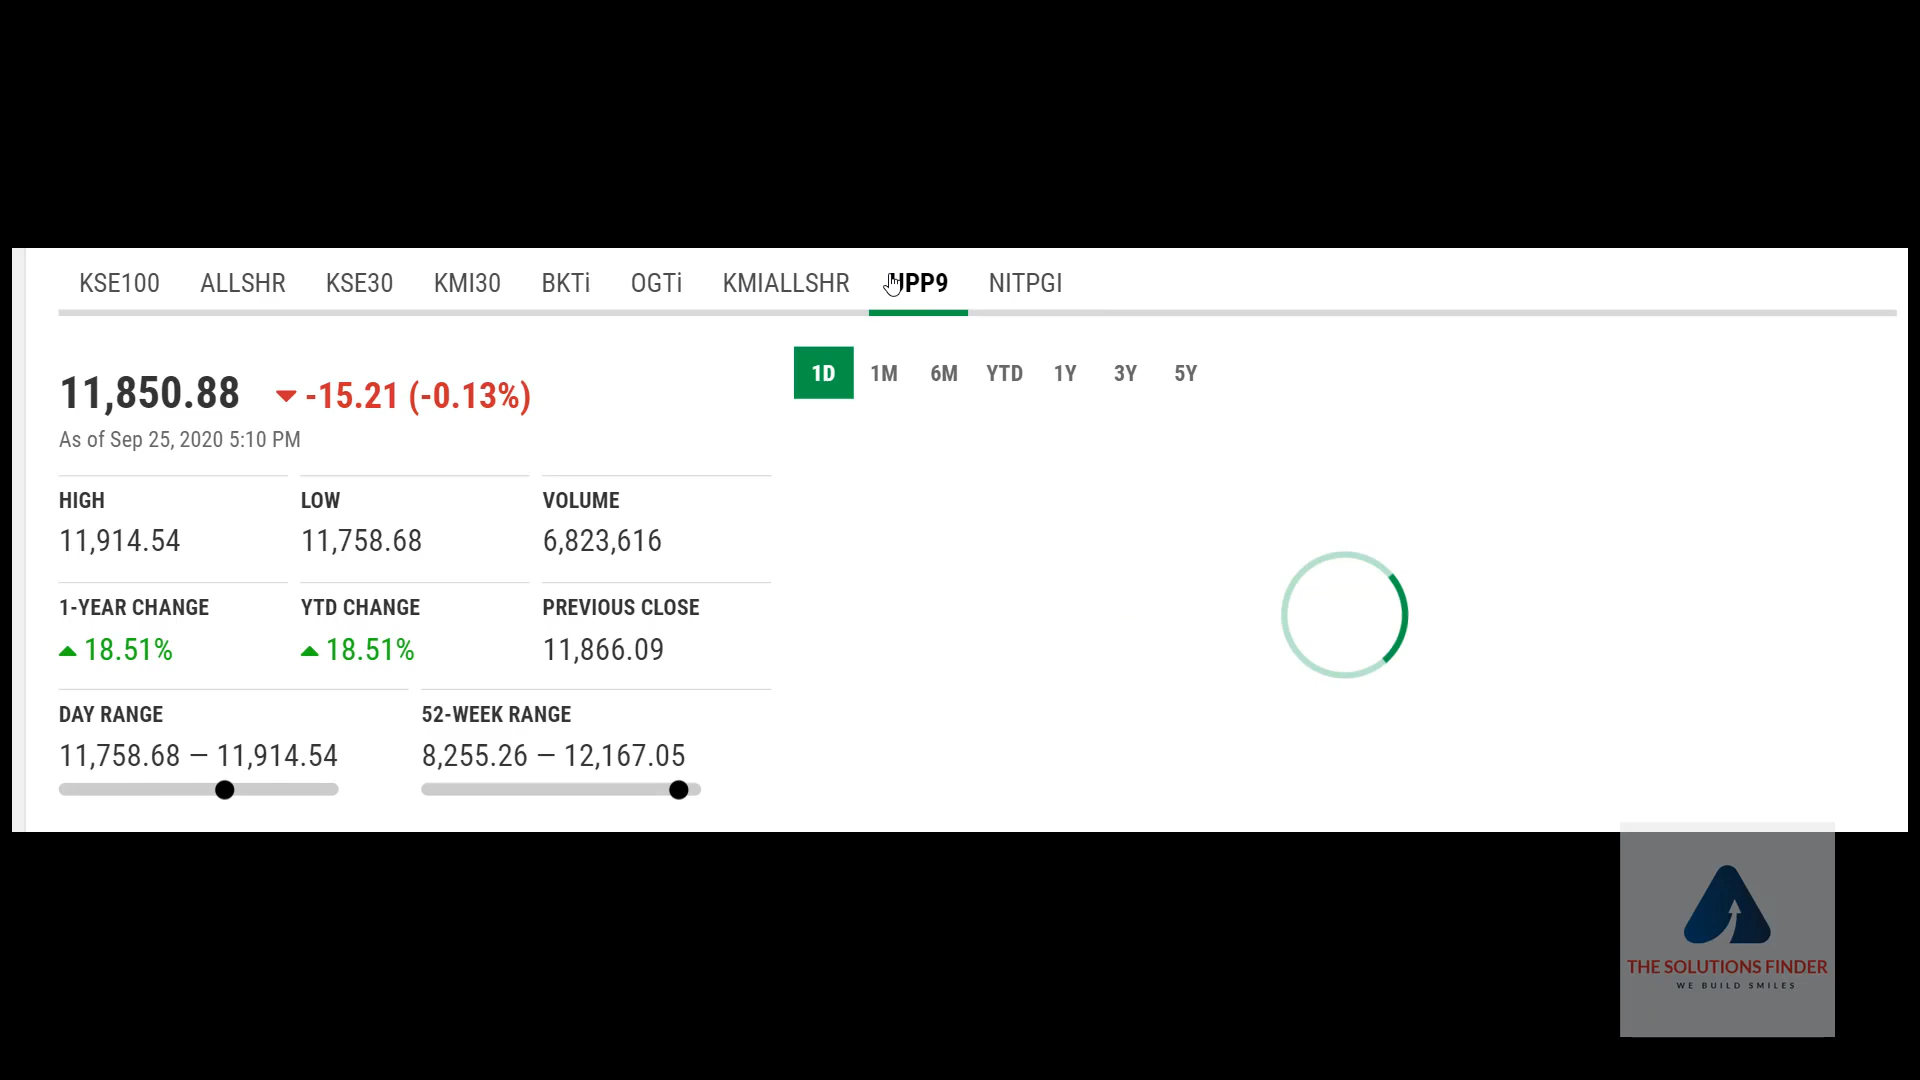 KSE100 ALLSHR KSE30 KMI30 BKTi OGTi KMIALLSHR UPP9 NITPGI
11,850.88 -15.21 (-0.13%)
1D 1M 6M YTD 1Y 3Y 5Y
As of Sep 25, 2020 5:10 PM
HIGH LOW VOLUME
11,914.54 11,758.68 6,823,616
1-YEAR CHANGE YTD CHANGE PREVIOUS CLOSE
18.51% 18.51% 11,866.09
DAY RANGE 52-WEEK RANGE
11,758.68 — 11,914.54 8,255.26 — 12,167.05
THE SOLUTIONS FINDER
WE BUILD SMILES